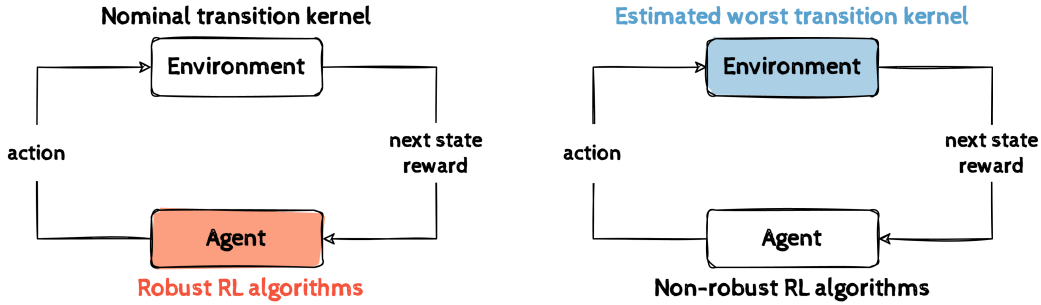 Nominal transition kernel
Environment
action
next state
reward
Agent
Robust RL algorithms
Estimated worst transition kernel
Environment
action
next state
reward
Agent
Non-robust RL algorithms